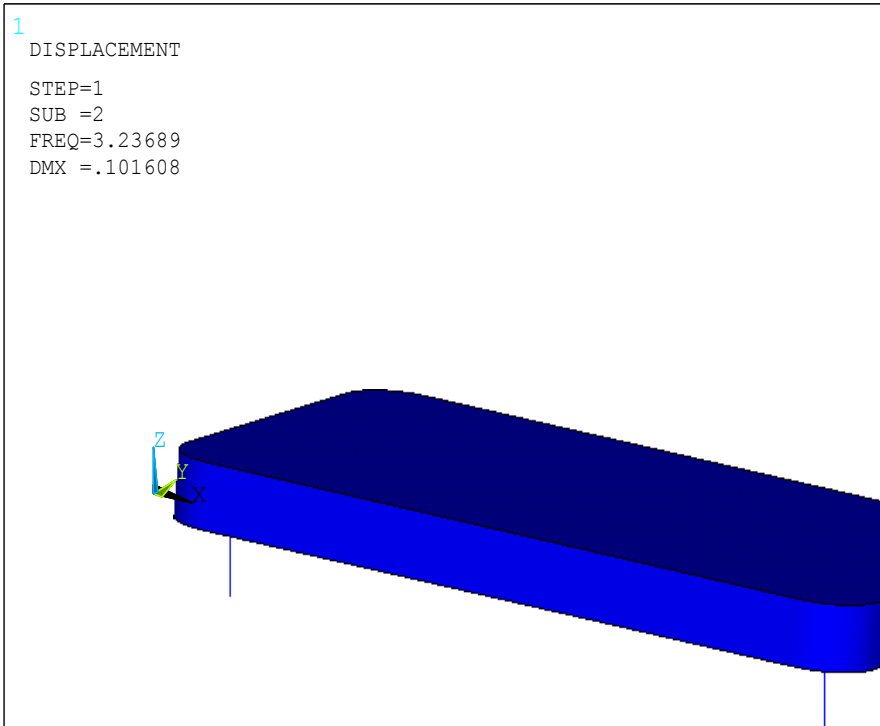 1
DISPLACEMENT
STEP=1
SUB =2
FREQ=3.23689
DMX =.101608
Z
Y
X